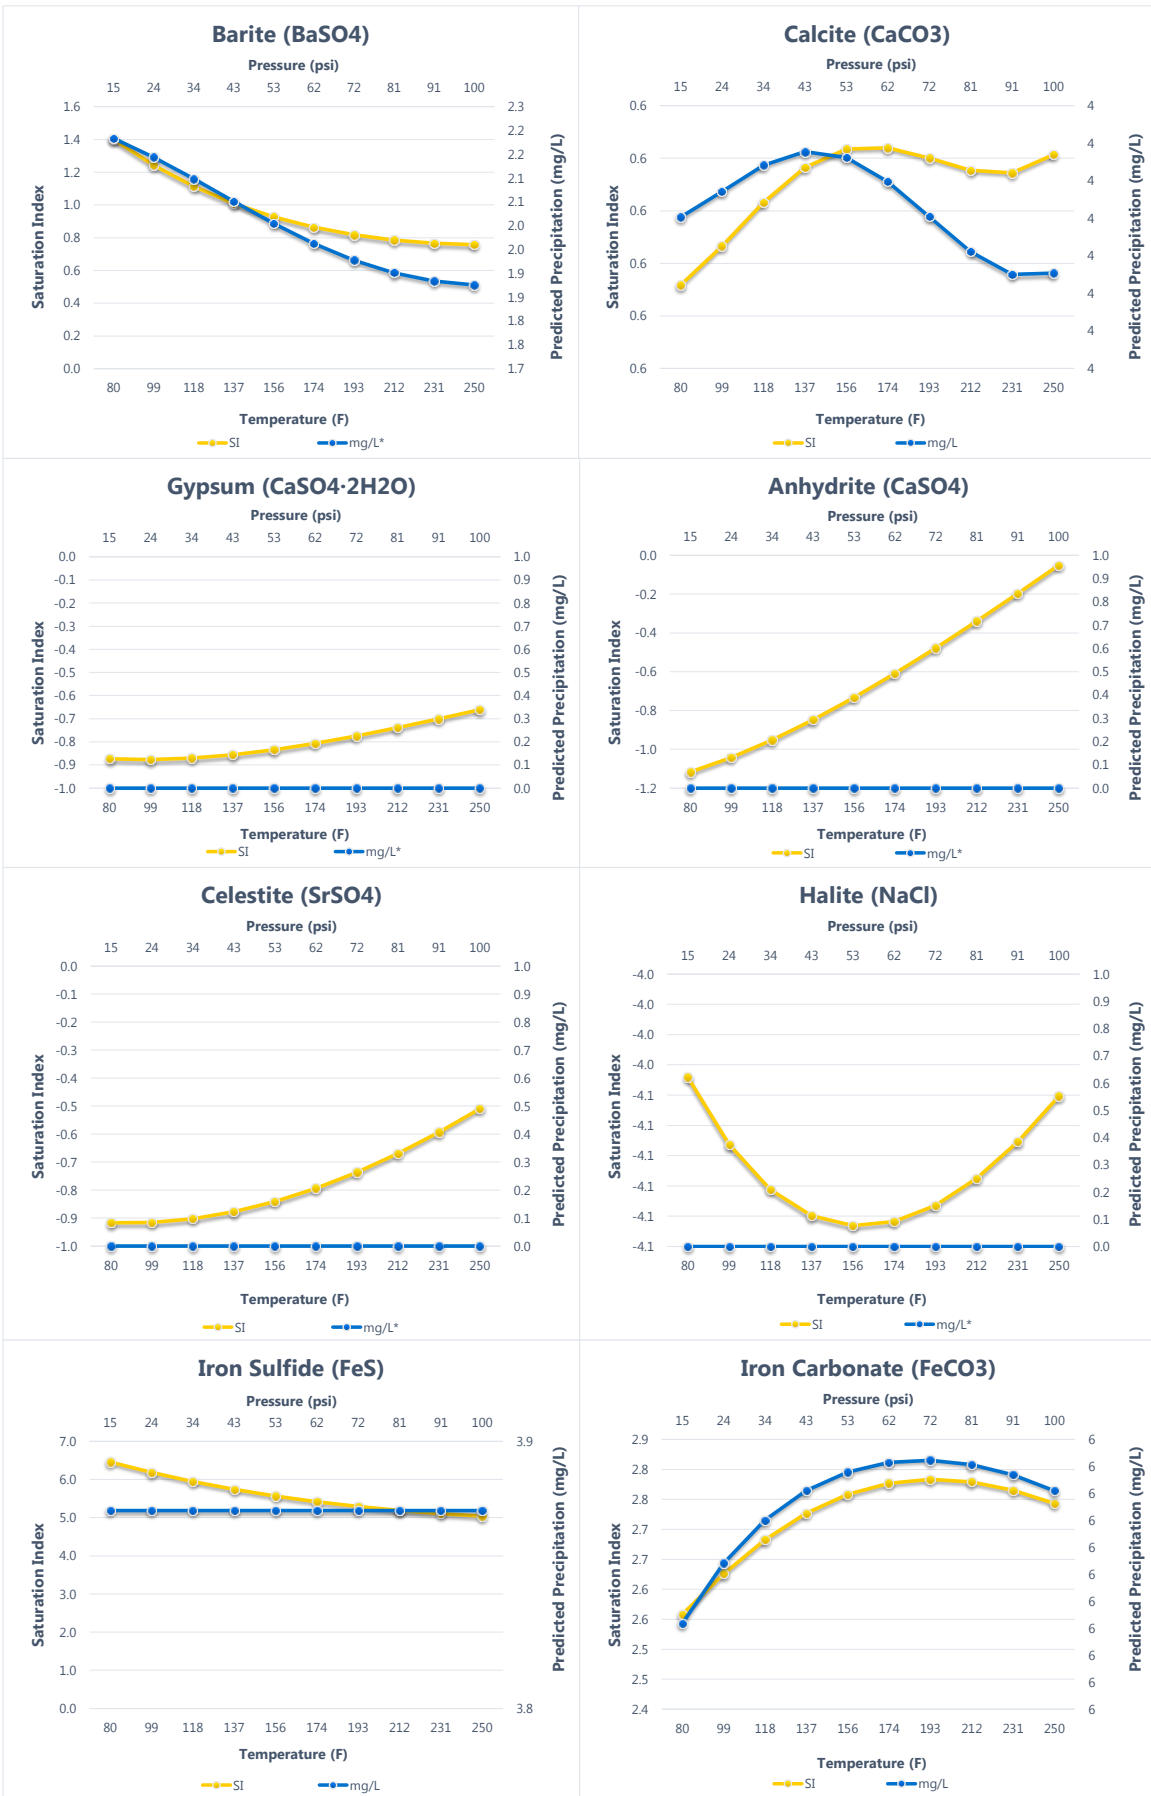 Barite (BaSO4)
Pressure (psi)
15 24 34 43 53 62 72 81 91 100
1.6 1.4 1.2 1.0 0.8 0.6 0.4 0.2 0.0
Saturation Index
2.3 2.2 2.2 2.1 2.1 2.0 2.0 1.9 1.9 1.8 1.8 1.7
Predicted Precipitation (mg/L)
80 99 118 137 156 174 193 212 231 250
Temperature (F)
SI mg/L*
Calcite (CaCO3)
Pressure (psi)
15 24 34 43 53 62 72 81 91 100
0.6 0.6 0.6 0.6 0.6 0.6
Saturation Index
4 4 4 4 4 4 4 4
Predicted Precipitation (mg/L)
80 99 118 137 156 174 193 212 231 250
Temperature (F)
SI mg/L
Gypsum (CaSO4·2H2O)
Pressure (psi)
15 24 34 43 53 62 72 81 91 100
0.0 -0.1 -0.2 -0.3 -0.4 -0.5 -0.6 -0.7 -0.8 -0.9 -1.0
Saturation Index
1.0 0.9 0.8 0.7 0.6 0.5 0.4 0.3 0.2 0.1 0.0
Predicted Precipitation (mg/L)
80 99 118 137 156 174 193 212 231 250
Temperature (F)
SI mg/L*
Anhydrite (CaSO4)
Pressure (psi)
15 24 34 43 53 62 72 81 91 100
0.0 -0.2 -0.4 -0.6 -0.8 -1.0 -1.2
Saturation Index
1.0 0.9 0.8 0.7 0.6 0.5 0.4 0.3 0.2 0.1 0.0
Predicted Precipitation (mg/L)
80 99 118 137 156 174 193 212 231 250
Temperature (F)
SI mg/L*
Celestite (SrSO4)
Pressure (psi)
15 24 34 43 53 62 72 81 91 100
0.0 -0.1 -0.2 -0.3 -0.4 -0.5 -0.6 -0.7 -0.8 -0.9 -1.0
Saturation Index
1.0 0.9 0.8 0.7 0.6 0.5 0.4 0.3 0.2 0.1 0.0
Predicted Precipitation (mg/L)
80 99 118 137 156 174 193 212 231 250
Temperature (F)
SI mg/L*
Halite (NaCl)
Pressure (psi)
15 24 34 43 53 62 72 81 91 100
-4.0 -4.0 -4.0 -4.0 -4.1 -4.1 -4.1 -4.1 -4.1 -4.1
Saturation Index
1.0 0.9 0.8 0.7 0.6 0.5 0.4 0.3 0.2 0.1 0.0
Predicted Precipitation (mg/L)
80 99 118 137 156 174 193 212 231 250
Temperature (F)
SI mg/L*
Iron Sulfide (FeS)
Pressure (psi)
15 24 34 43 53 62 72 81 91 100
7.0 6.0 5.0 4.0 3.0 2.0 1.0 0.0
Saturation Index
3.9 3.8
Predicted Precipitation (mg/L)
80 99 118 137 156 174 193 212 231 250
Temperature (F)
SI mg/L
Iron Carbonate (FeCO3)
Pressure (psi)
15 24 34 43 53 62 72 81 91 100
2.9 2.8 2.8 2.7 2.7 2.6 2.6 2.5 2.5 2.4
Saturation Index
6 6 6 6 6 6 6 6 6 6 6
Predicted Precipitation (mg/L)
80 99 118 137 156 174 193 212 231 250
Temperature (F)
SI mg/L